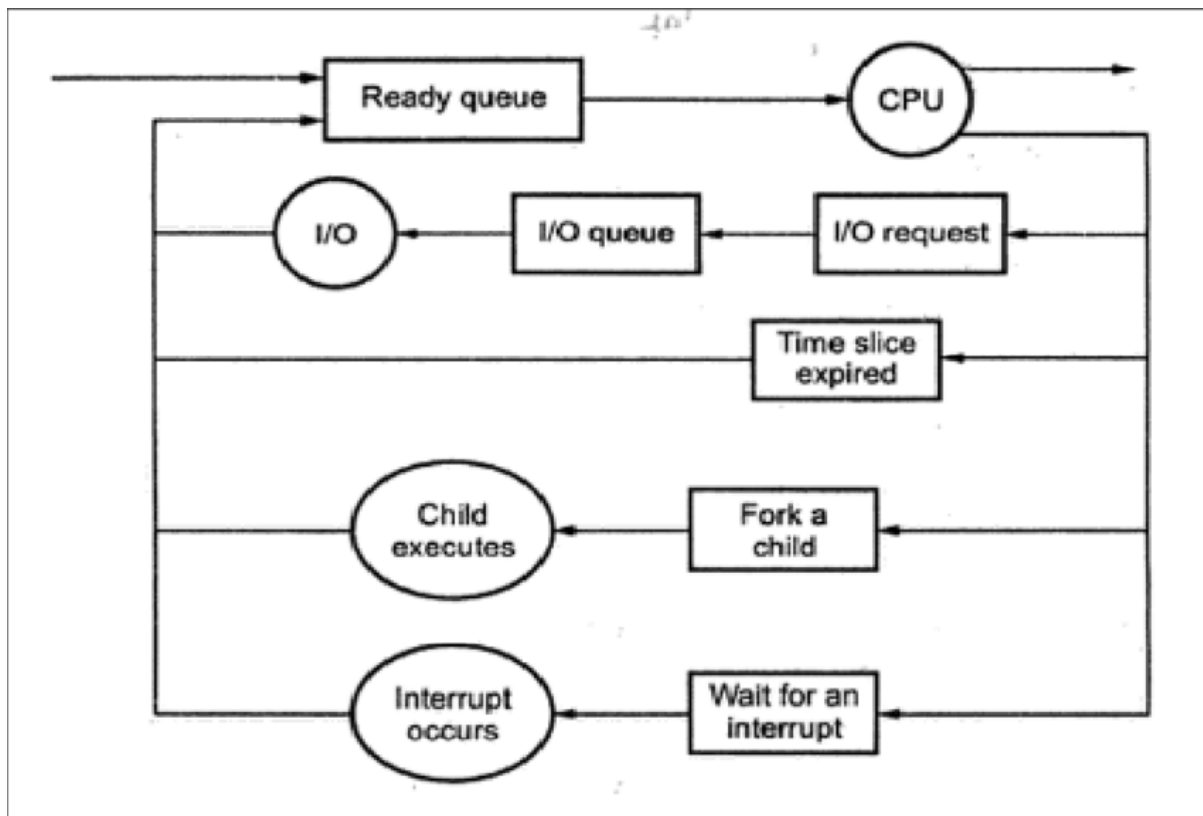 Ready queue
CPU
I/O
I/O queue
I/O request
Time slice
expired
Child
executes
Fork a
child
Interrupt
occurs
Wait for an
interrupt